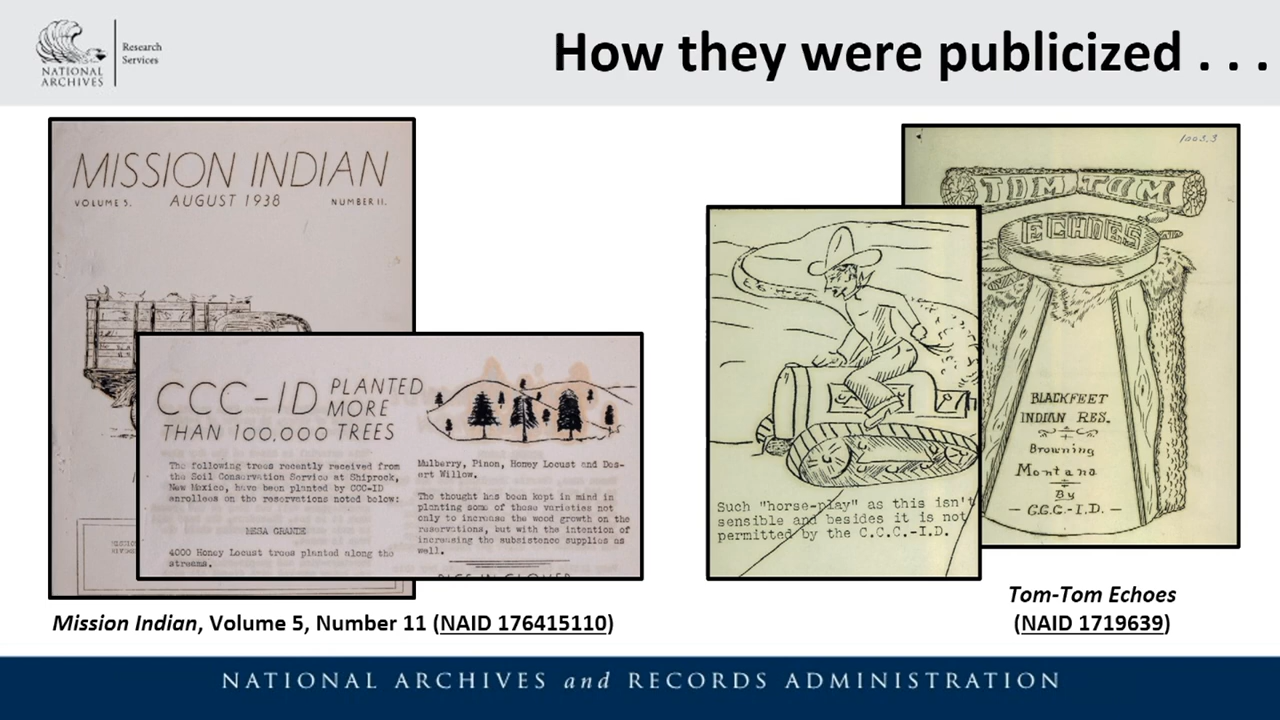 NATIONAL
ARCHIVES
Research
Services
How they were publicized . . .
MISSION INDIAN
VOLUME 5. AUGUST 1938 NUMBER 11.
CCC-ID PLANTED
MORE
THAN 100,000 TREES
The following trees recently received from
the Soil Conservation Service at Shiprock,
New Mexico, have been planted by CCC-ID
enrollees on the reservations noted below:
MESA GRANDE
4000 Honey Locust trees planted along the
streams.
Mulberry, Pinon, Honey Locust and Des-
ert Willow.
The thought has been kept in mind in
planting some of these varieties not
only to increase the wood growth on the
reservations, but with the intention of
increasing the subsistence supplies as
well.
Mission Indian, Volume 5, Number 11 (NAID 176415110)
Such "horse-play" as this isn't
sensible and besides it is not
permitted by the C.C.C.-I.D.
1003.3
TOM TOM
ECHOES
BLACKFEET
INDIAN RES.
Browning
Montana
By
- C.C.C.-I.D. -
Tom-Tom Echoes
(NAID 1719639)
NATIONAL ARCHIVES and RECORDS ADMINISTRATION